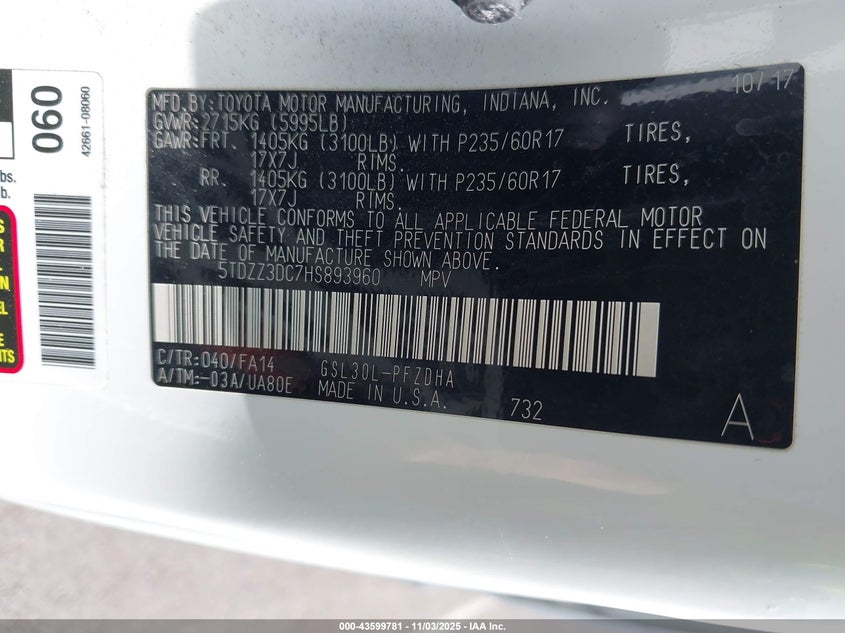 10/17
MFD.BY:TOYOTA MOTOR MANUFACTURING, INDIANA, INC.
GVWR:2715KG (5995LB)
GAWR:FRT. 1405KG (3100LB) WITH P235/60R17 TIRES,
17X7J RIMS.
RR. 1405KG (3100LB) WITH P235/60R17 TIRES,
17X7J RIMS.
THIS VEHICLE CONFORMS TO ALL APPLICABLE FEDERAL MOTOR
VEHICLE SAFETY AND THEFT PREVENTION STANDARDS IN EFFECT ON
THE DATE OF MANUFACTURE SHOWN ABOVE.
5TDZZ3DC7HS893960 MPV
C/TR:040/FA14 GSL30L-PFZDHA
A/TM:-03A/UA80E MADE IN U.S.A.
732
A
060
42661-08060
bs.
b.
S
R
L
ON
EL
E
ITS
000-43599781 - 11/03/2025 - IAA Inc.